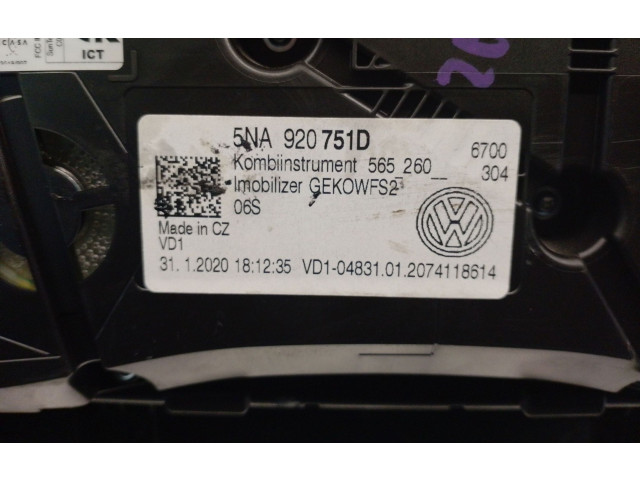 ICT
5NA 920 751D
Kombiinstrument 565 260__ 6700
Imobilizer GEKOWFS2 304
06S
Made in CZ
VD1
31. 1.2020 18:12:35 VD1-04831.01.2074118614